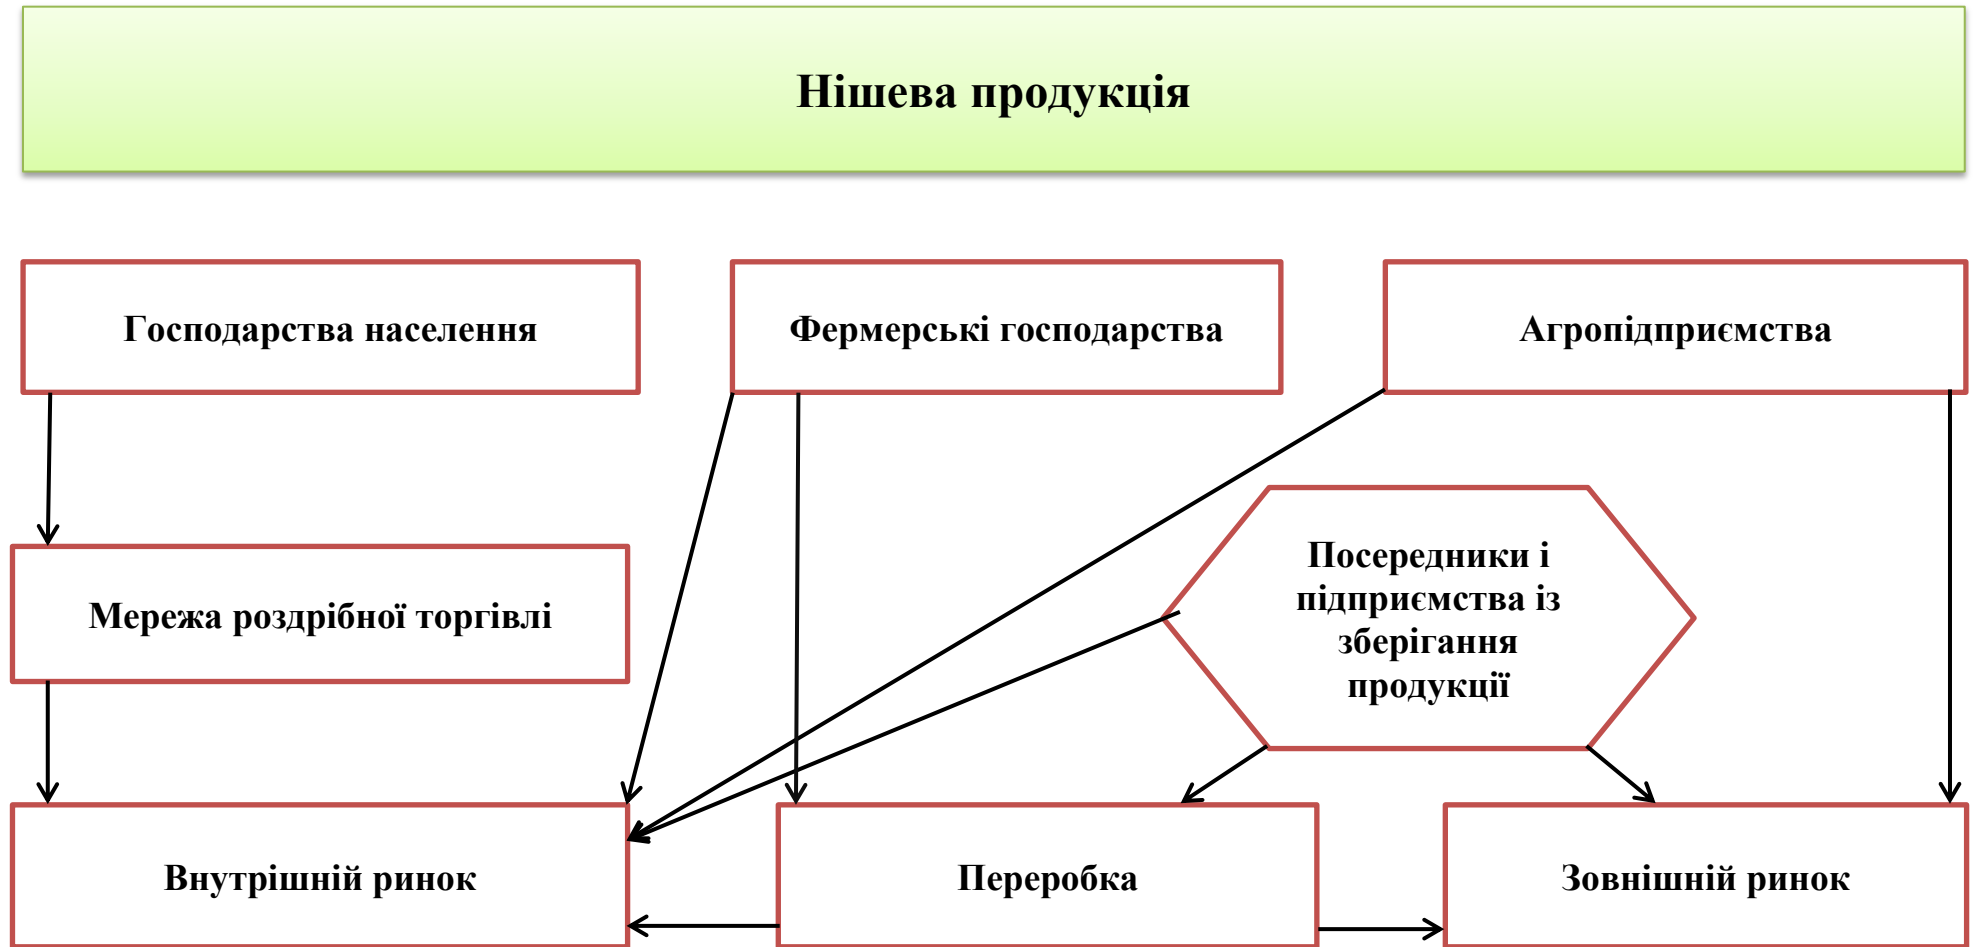 Нішева продукція
Господарства населення
Фермерські господарства
Агропідприємства
Посередники і
підприємства із
зберігання
продукції
Мережа роздрібної торгівлі
Внутрішній ринок
Переробка
Зовнішній ринок